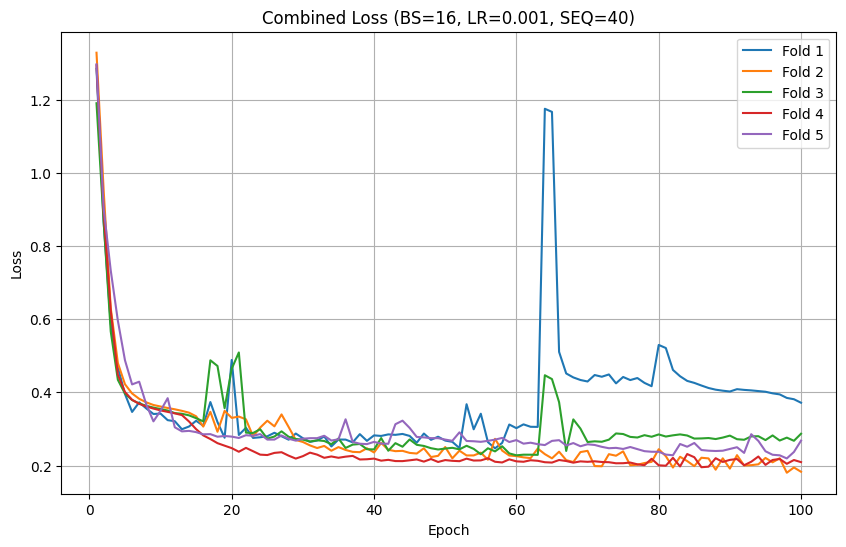 Combined Loss (BS=16, LR=0.001, SEQ=40)
Fold 1
Fold 2
Fold 3
Fold 4
Fold 5
Loss
1.2
1.0
0.8
0.6
0.4
0.2
0 20 40 60 80 100
Epoch